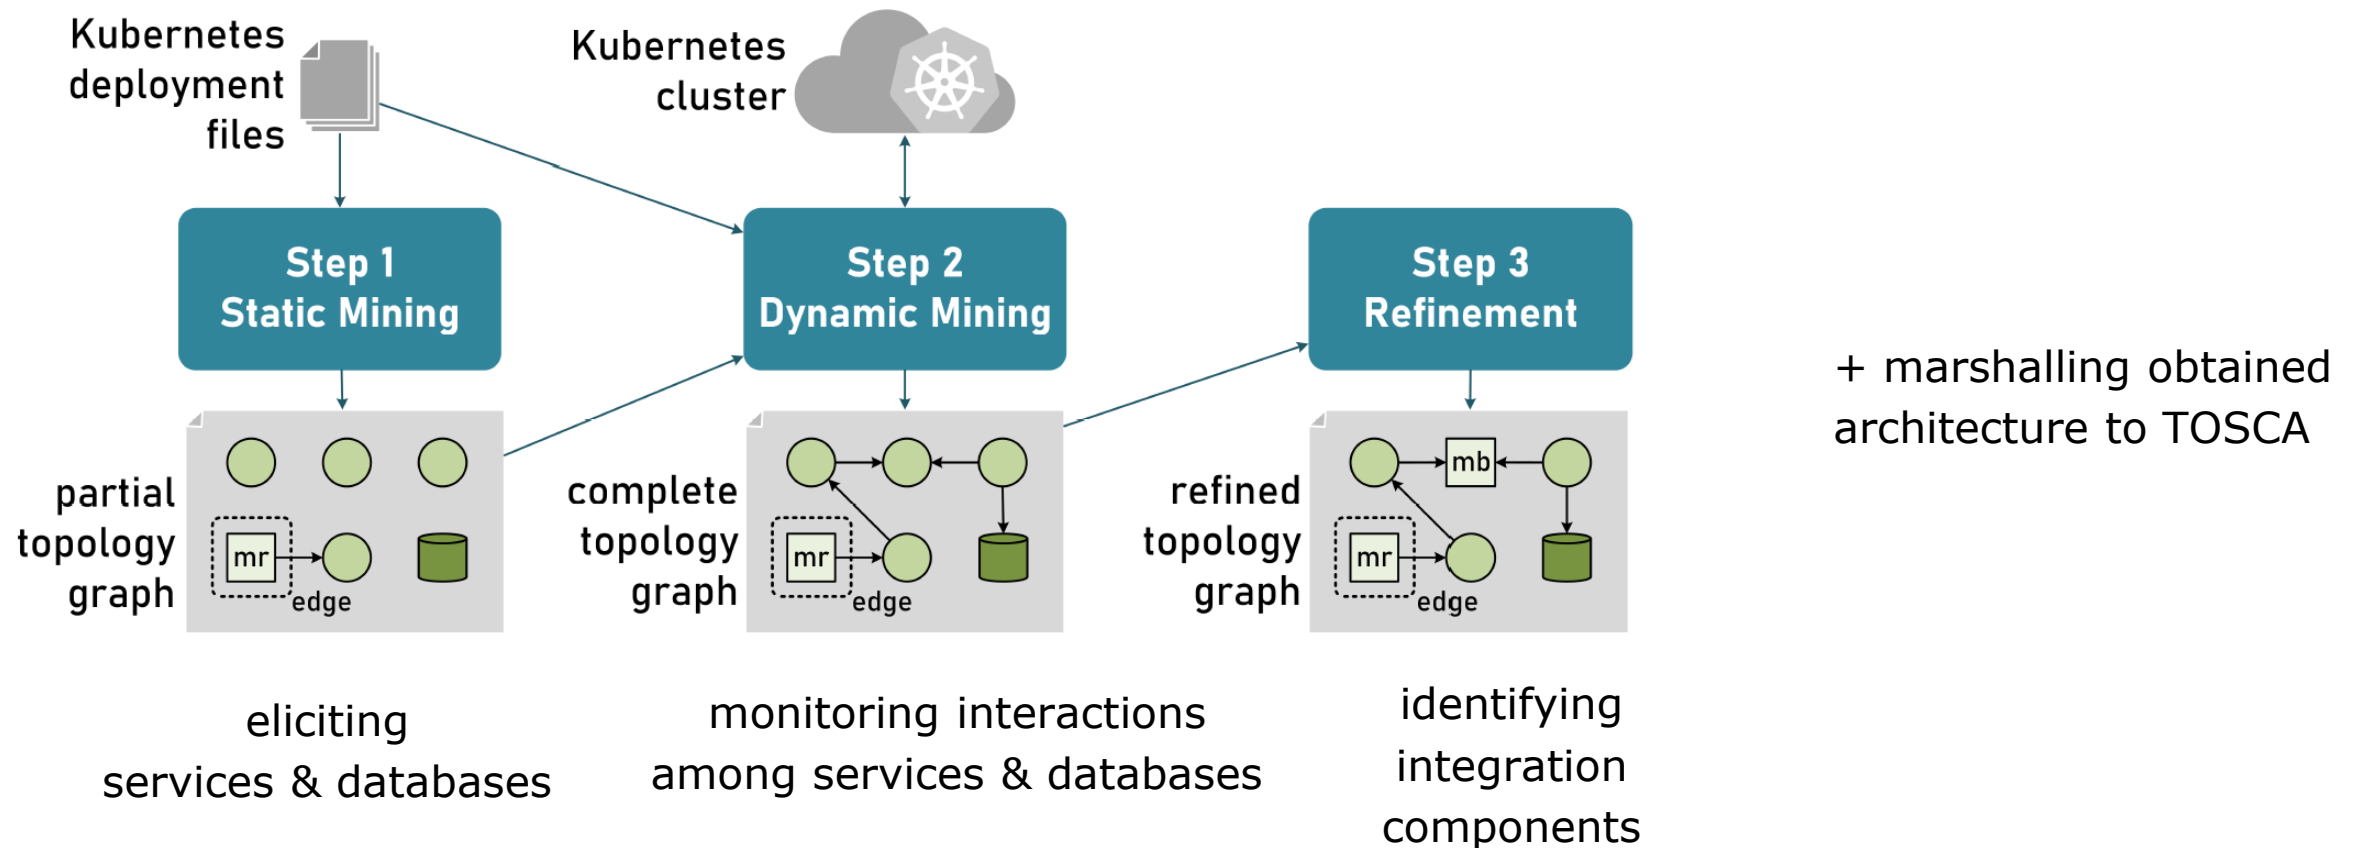 Kubernetes
deployment
files
Kubernetes
cluster
Step 1
Static Mining
Step 2
Dynamic Mining
Step 3
Refinement
+ marshalling obtained
architecture to TOSCA
partial
topology
graph
mr
edge
complete
topology
graph
mr
edge
refined
topology
graph
mb
mr
edge
eliciting
services & databases
monitoring interactions
among services & databases
identifying
integration
components